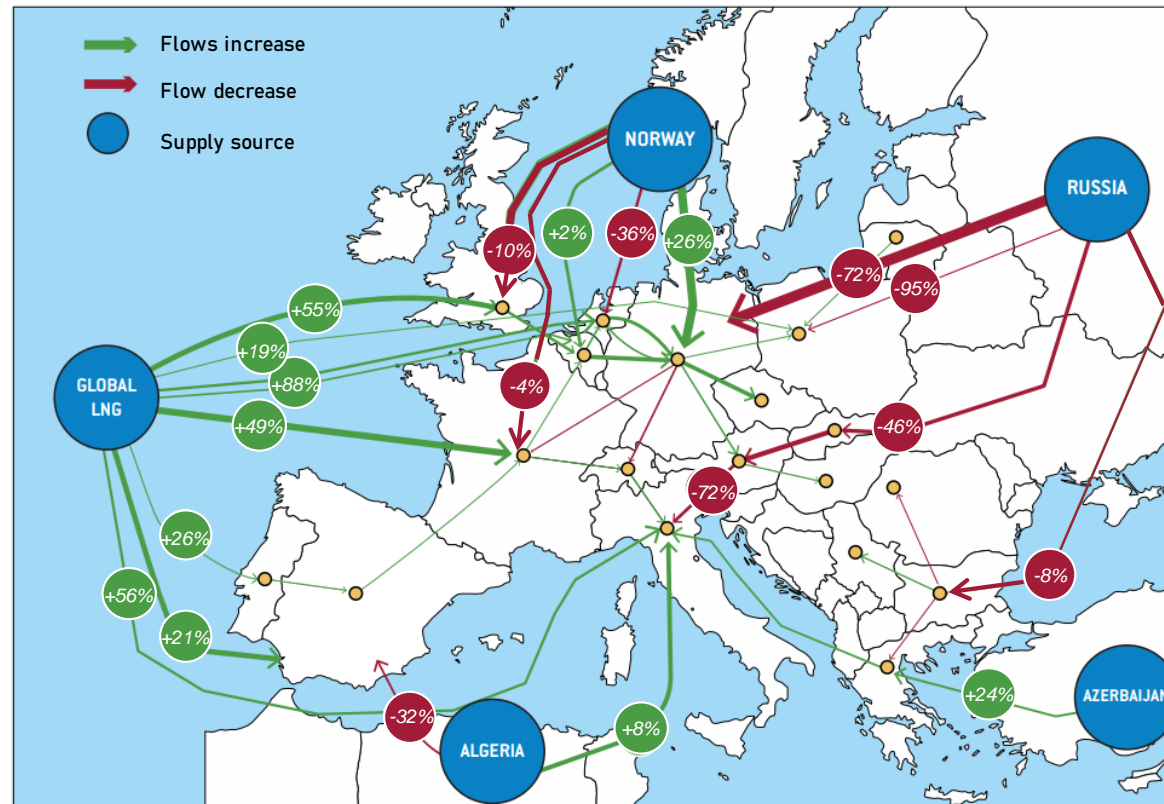 Flows increase
Flow decrease
Supply source
NORWAY
RUSSIA
-10%
+2%
-36%
+26%
-72%
-95%
+55%
+19%
+88%
GLOBAL
LNG
-4%
+49%
-46%
-72%
+26%
+56%
+21%
-8%
-32%
+8%
+24%
ALGERIA
AZERBAIJAN